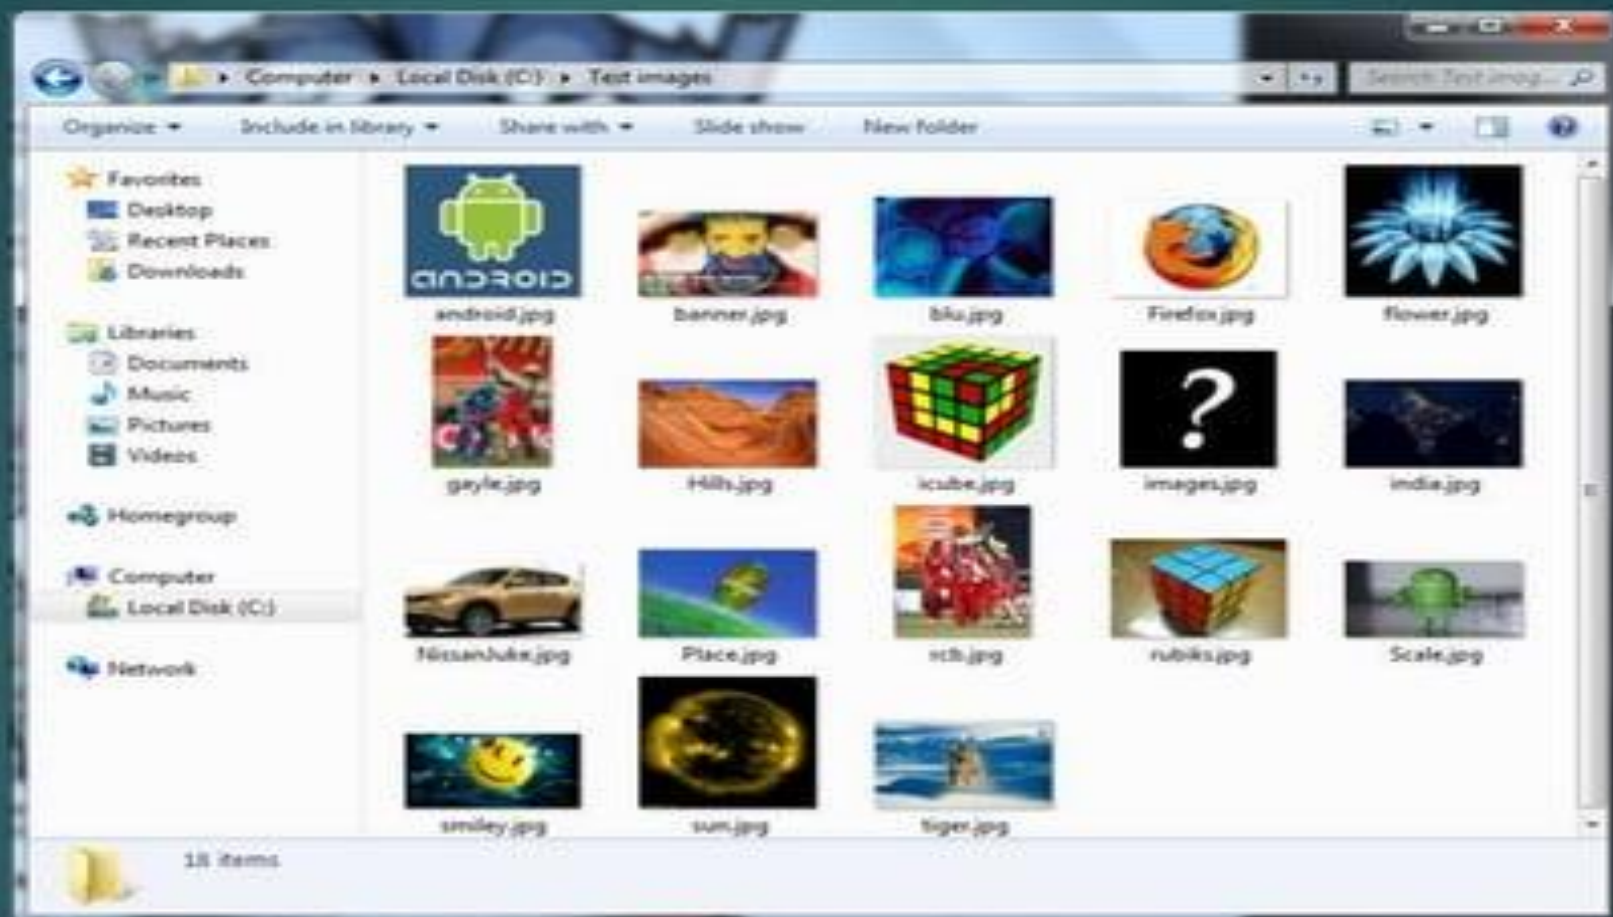 Computer Local Disk (C:) Test images
Search Test imag...
Organize Include in library Share with Slide show New folder
Favorites
Desktop
Recent Places
Downloads
Libraries
Documents
Music
Pictures
Videos
Homegroup
Computer
Local Disk (C:)
Network
ANDROID
android.jpg banner.jpg blu.jpg Firefox.jpg flower.jpg
?
gayle.jpg Hills.jpg icube.jpg images.jpg india.jpg
NissanJuke.jpg Place.jpg rcb.jpg rubiks.jpg Scale.jpg
smiley.jpg sun.jpg tiger.jpg
18 items